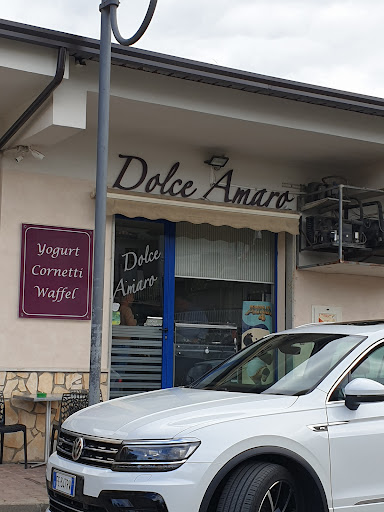 Dolce Amaro
Yogurt
Cornetti
Waffel
Dolce
Amaro